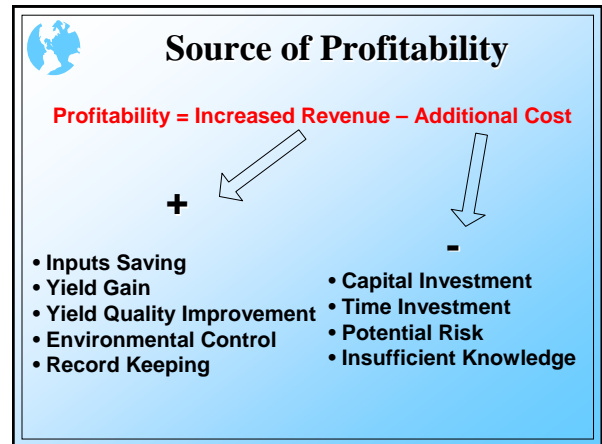 Source of Profitability
Profitability = Increased Revenue – Additional Cost
+
• Inputs Saving
• Yield Gain
• Yield Quality Improvement
• Environmental Control
• Record Keeping
-
• Capital Investment
• Time Investment
• Potential Risk
• Insufficient Knowledge